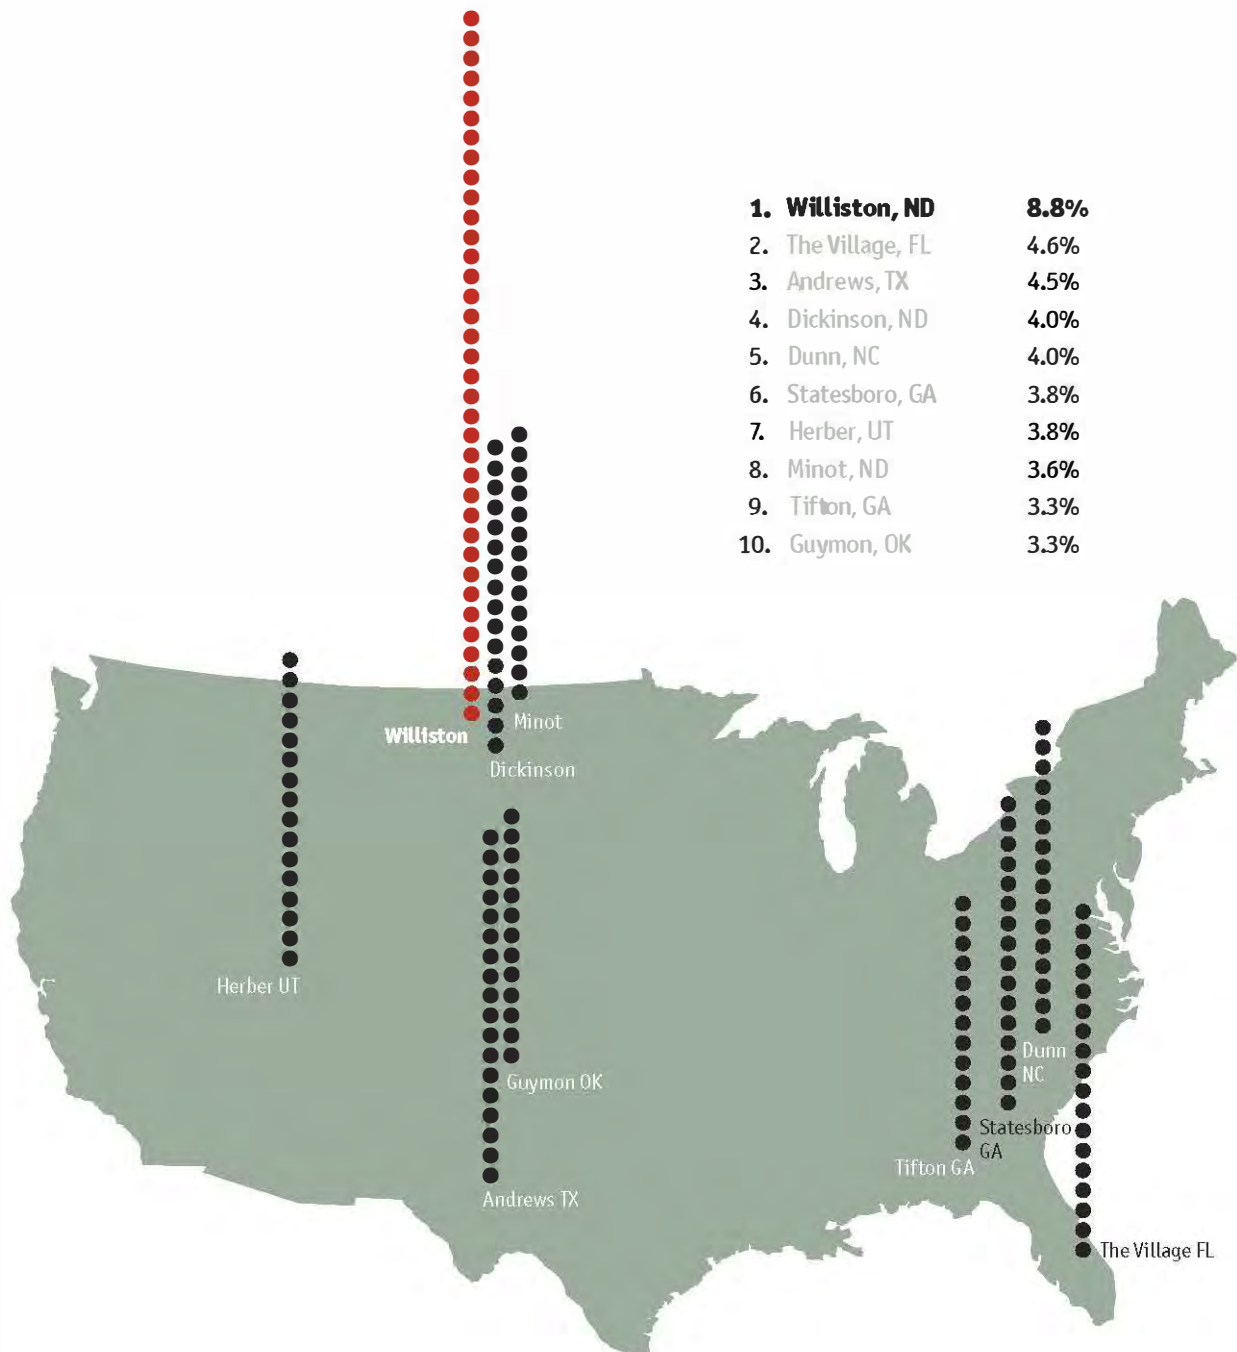 1. Williston, ND 8.8%
2. The Village, FL 4.6%
3. Andrews, TX 4.5%
4. Dickinson, ND 4.0%
5. Dunn, NC 4.0%
6. Statesboro, GA 3.8%
7. Herber, UT 3.8%
8. Minot, ND 3.6%
9. Tifton, GA 3.3%
10. Guymon, OK 3.3%
Minot
Williston
Dickinson
Herber UT
Guymon OK
Dunn
NC
Statesboro
GA
Tifton GA
Andrews TX
The Village FL